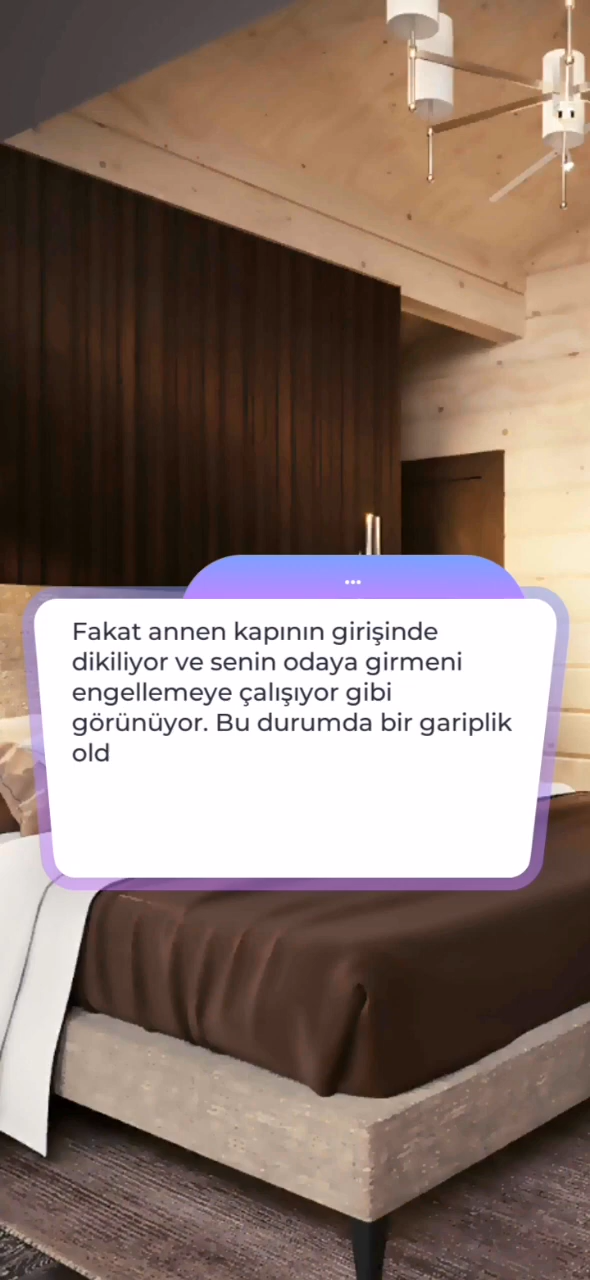 ...
Fakat annen kapının girişinde
dikiliyor ve senin odaya girmeni
engellemeye çalışıyor gibi
görünüyor. Bu durumda bir gariplik
old